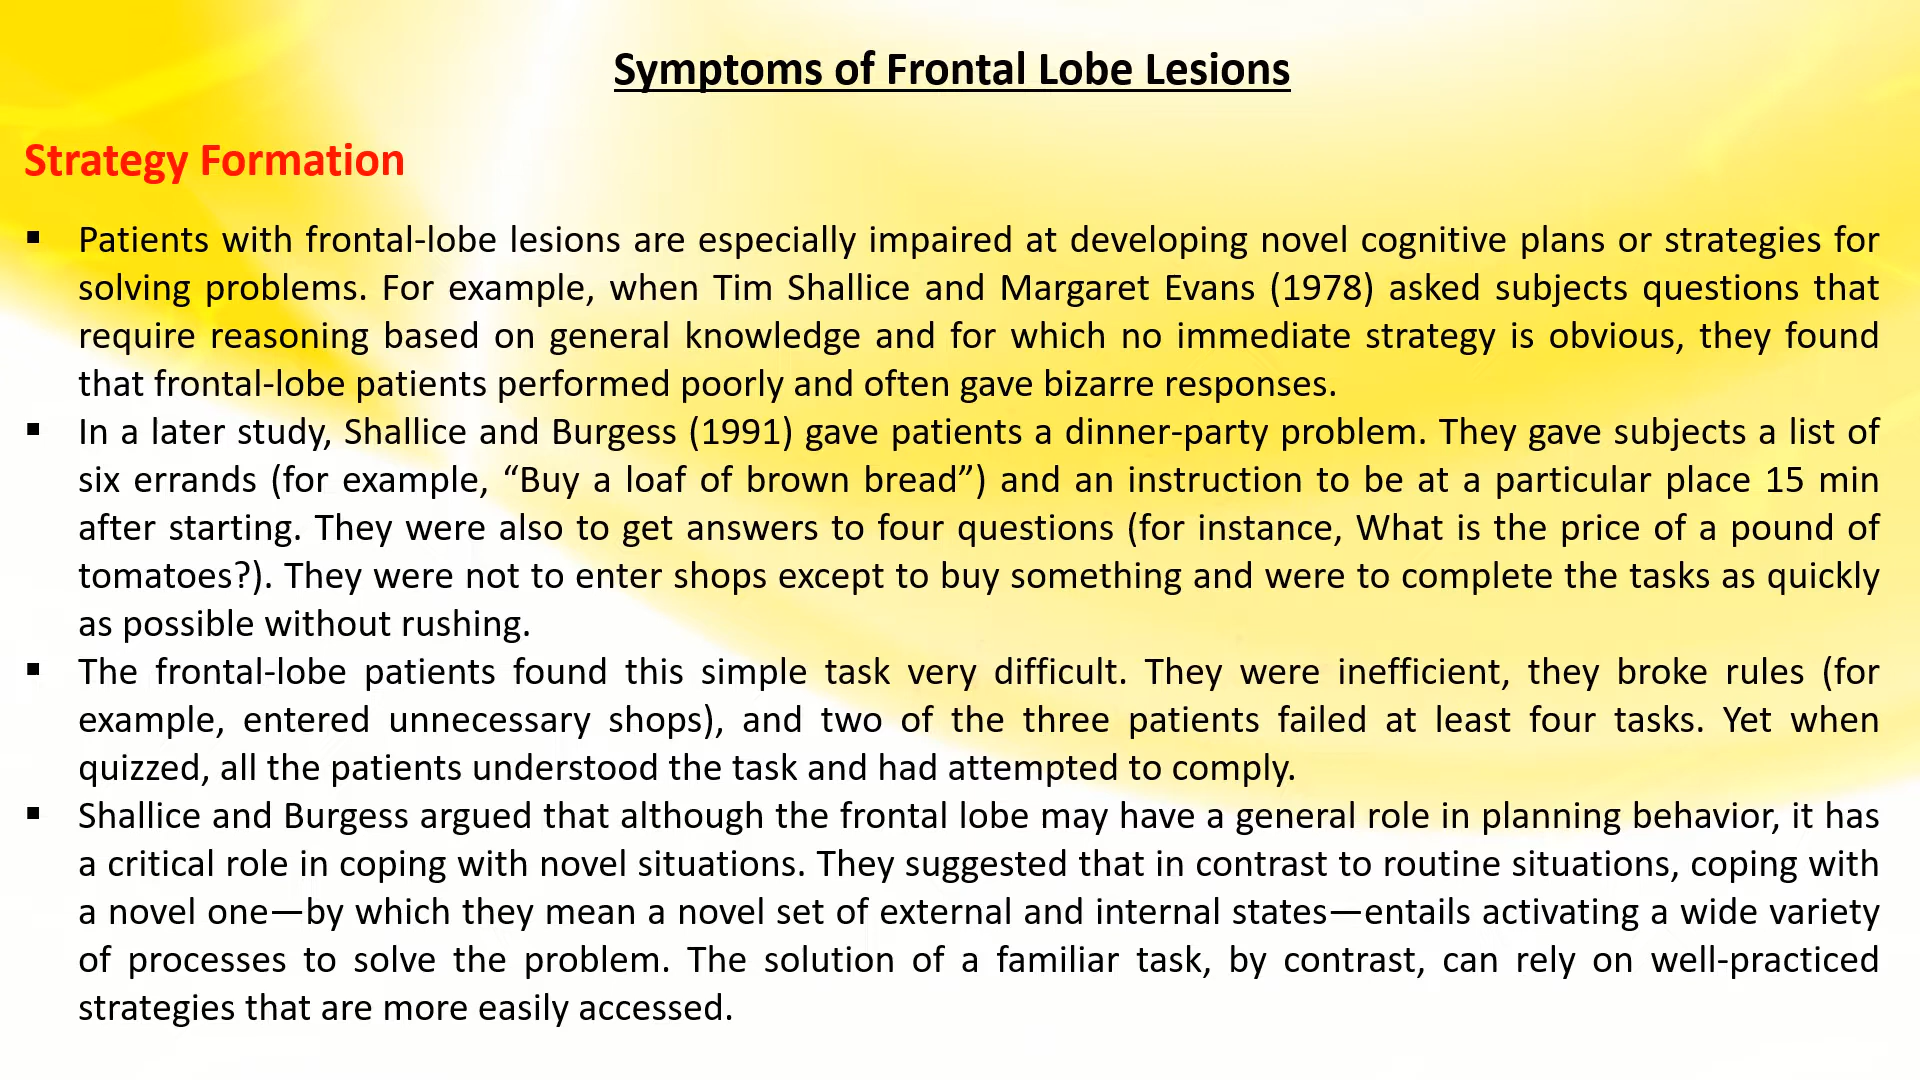 Symptoms of Frontal Lobe Lesions
Strategy Formation
▪ Patients with frontal-lobe lesions are especially impaired at developing novel cognitive plans or strategies for
solving problems. For example, when Tim Shallice and Margaret Evans (1978) asked subjects questions that
require reasoning based on general knowledge and for which no immediate strategy is obvious, they found
that frontal-lobe patients performed poorly and often gave bizarre responses.
▪ In a later study, Shallice and Burgess (1991) gave patients a dinner-party problem. They gave subjects a list of
six errands (for example, “Buy a loaf of brown bread”) and an instruction to be at a particular place 15 min
after starting. They were also to get answers to four questions (for instance, What is the price of a pound of
tomatoes?). They were not to enter shops except to buy something and were to complete the tasks as quickly
as possible without rushing.
▪ The frontal-lobe patients found this simple task very difficult. They were inefficient, they broke rules (for
example, entered unnecessary shops), and two of the three patients failed at least four tasks. Yet when
quizzed, all the patients understood the task and had attempted to comply.
▪ Shallice and Burgess argued that although the frontal lobe may have a general role in planning behavior, it has
a critical role in coping with novel situations. They suggested that in contrast to routine situations, coping with
a novel one—by which they mean a novel set of external and internal states—entails activating a wide variety
of processes to solve the problem. The solution of a familiar task, by contrast, can rely on well-practiced
strategies that are more easily accessed.